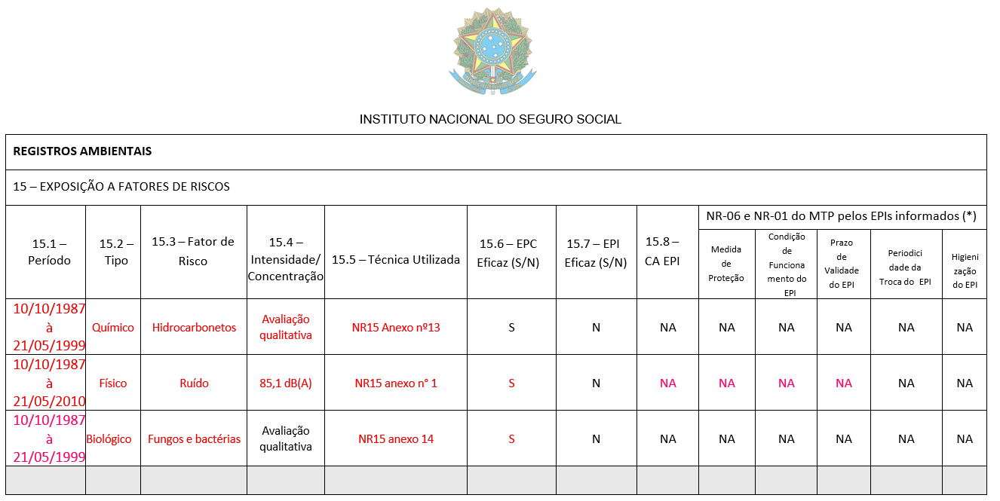 INSTITUTO NACIONAL DO SEGURO SOCIAL
REGISTROS AMBIENTAIS
15 – EXPOSIÇÃO A FATORES DE RISCOS
15.1 –
Período
15.2 –
Tipo
15.3 – Fator de
Risco
15.4 –
Intensidade/
Concentração
15.5 – Técnica Utilizada
15.6 – EPC
Eficaz (S/N)
15.7 – EPI
Eficaz (S/N)
15.8 –
CA EPI
NR-06 e NR-01 do MTP pelos EPIs informados (*)
Medida
de
Proteção
Condição
de
Funciona
mento do
EPI
Prazo
de
Validade
do EPI
Periodici
dade da
Troca do EPI
Higieni
zação
do EPI
10/10/1987
à
21/05/1999
Químico
Hidrocarbonetos
Avaliação
qualitativa
NR15 Anexo nº13
S
N
NA
NA
NA
NA
NA
NA
10/10/1987
à
21/05/2010
Físico
Ruído
85,1 dB(A)
NR15 anexo n° 1
S
N
NA
NA
NA
NA
NA
NA
10/10/1987
à
21/05/1999
Biológico
Fungos e bactérias
Avaliação
qualitativa
NR15 anexo 14
S
N
NA
NA
NA
NA
NA
NA